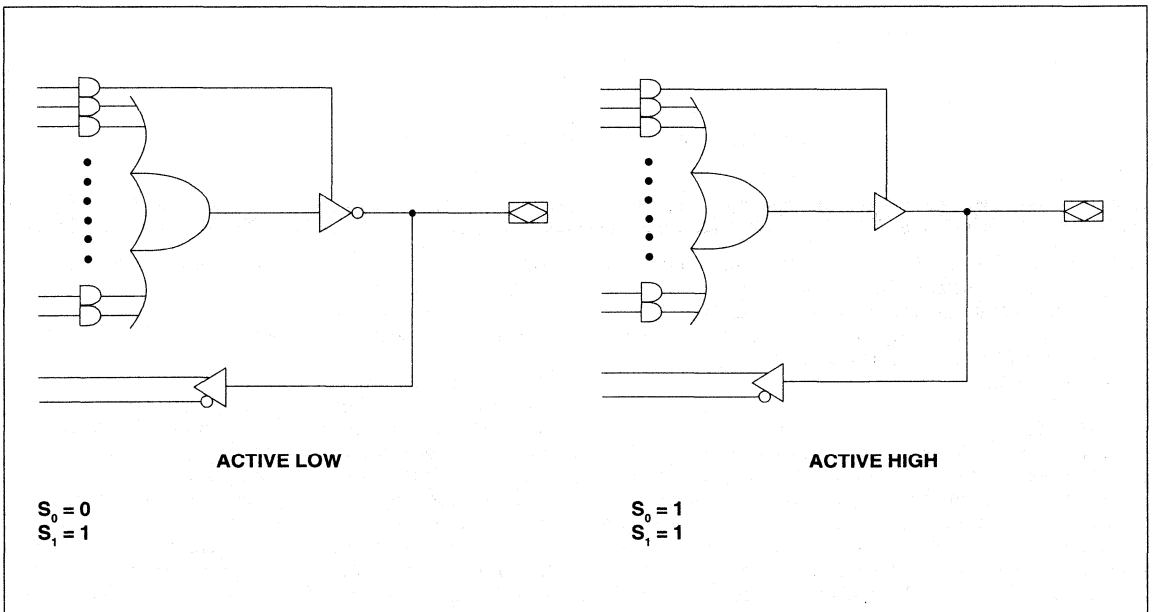 ACTIVE LOW
S₀ = 0
S₁ = 1
ACTIVE HIGH
S₀ = 1
S₁ = 1